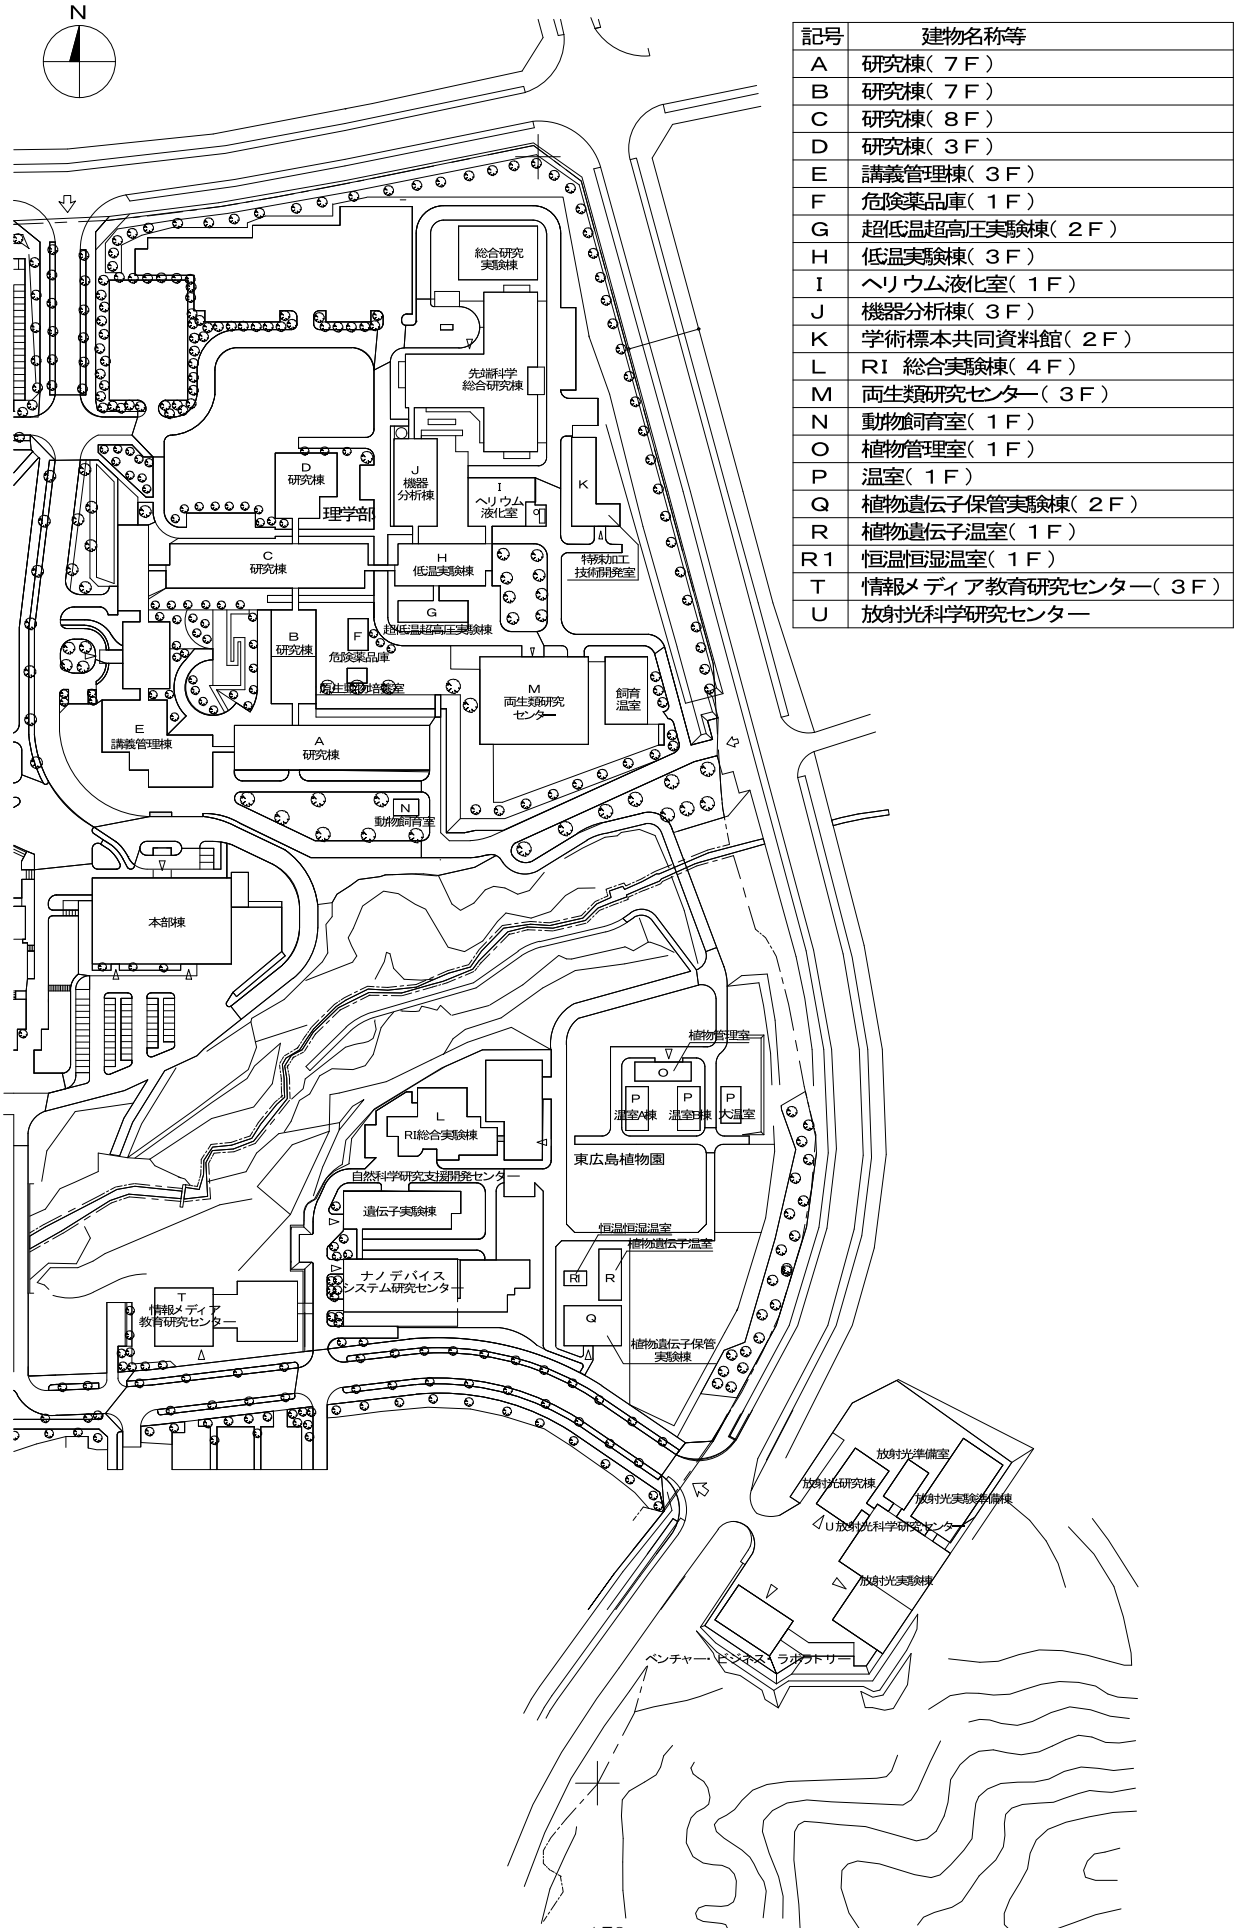 N
記号 建物名称等
A 研究棟(7F)
B 研究棟(7F)
C 研究棟(8F)
D 研究棟(3F)
E 講義管理棟(3F)
F 危険薬品庫(1F)
G 超低温超高圧実験棟(2F)
H 低温実験棟(3F)
I ヘリウム液化室(1F)
J 機器分析棟(3F)
K 学術標本共同資料館(2F)
L RI 総合実験棟(4F)
M 両生類研究センター(3F)
N 動物飼育室(1F)
O 植物管理室(1F)
P 温室(1F)
Q 植物遺伝子保管実験棟(2F)
R 植物遺伝子温室(1F)
R1 恒温恒湿温室(1F)
T 情報メディア教育研究センター(3F)
U 放射光科学研究センター
総合研究
実験棟
先端科学
総合研究棟
D
研究棟
理学部
J
機器
分析棟
I
ヘリウム
液化室
K
特殊加工
技術開発室
C
研究棟
H
低温実験棟
G
超低温超高圧実験棟
B
研究棟
F
危険薬品庫
原生動物培養室
M
両生類研究
センター
飼育
温室
E
講義管理棟
A
研究棟
N
動物飼育室
本部棟
植物管理室
O
P
温室A棟
P
温室B棟
P
大温室
東広島植物園
L
RI総合実験棟
自然科学研究支援開発センター
遺伝子実験棟
恒温恒湿温室
植物遺伝子温室
R1
R
Q
植物遺伝子保管
実験棟
ナノデバイス
システム研究センター
T
情報メディア
教育研究センター
放射光準備室
放射光研究棟
放射光実験準備棟
U放射光科学研究センター
放射光実験棟
ベンチャー・ビジネス・ラボラトリー